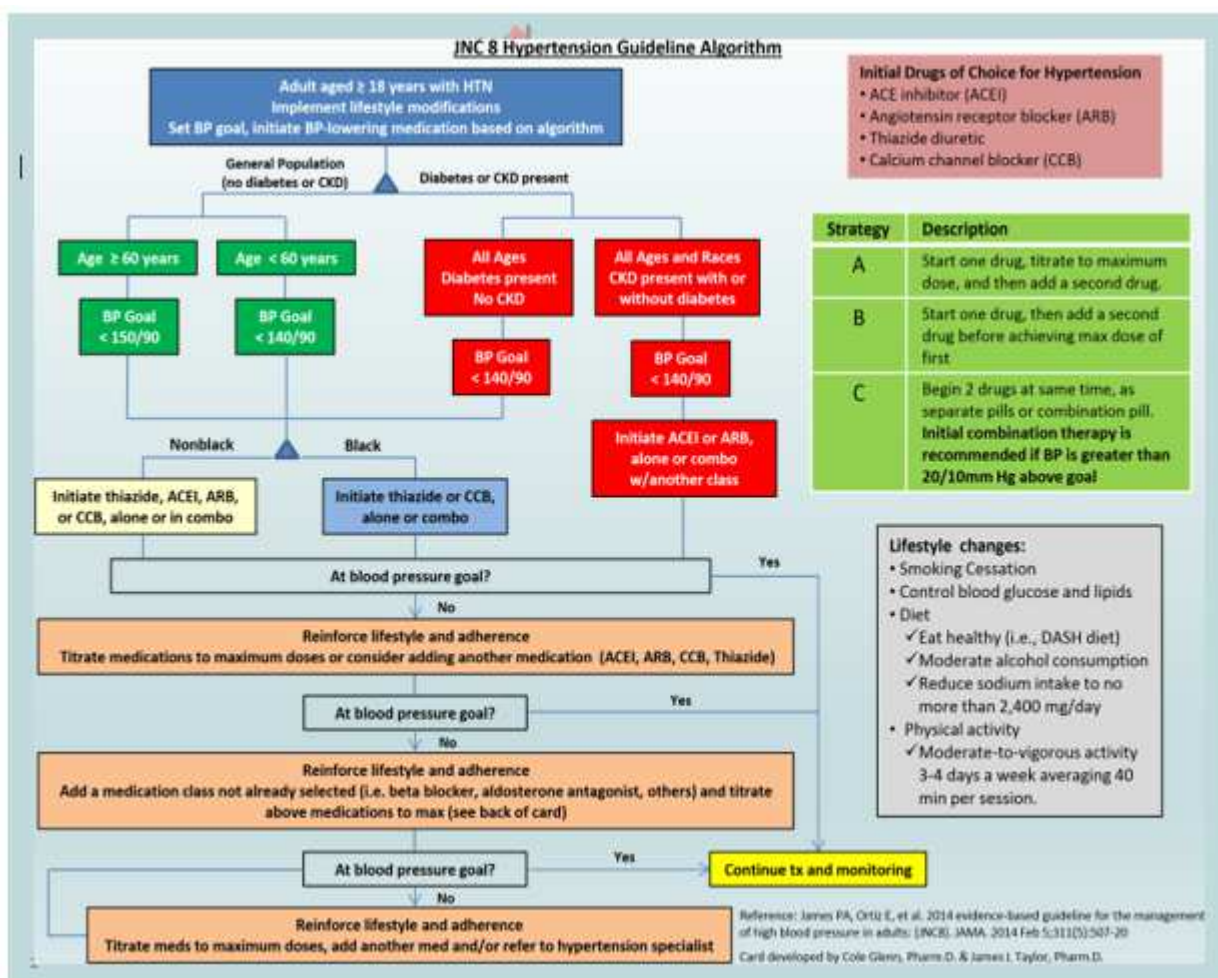 JNC 8 Hypertension Guideline Algorithm
Adult aged ≥ 18 years with HTN
Implement lifestyle modifications
Set BP goal, initiate BP-lowering medication based on algorithm
General Population
(no diabetes or CKD)
Diabetes or CKD present
Age ≥ 60 years
Age < 60 years
All Ages
Diabetes present
No CKD
All Ages and Races
CKD present with or
without diabetes
BP Goal
< 150/90
BP Goal
< 140/90
BP Goal
< 140/90
BP Goal
< 140/90
Nonblack
Black
Initiate thiazide, ACEI, ARB,
or CCB, alone or in combo
Initiate thiazide or CCB,
alone or combo
Initiate ACEI or ARB,
alone or combo
w/another class
At blood pressure goal?
Yes
No
Reinforce lifestyle and adherence
Titrate medications to maximum doses or consider adding another medication (ACEI, ARB, CCB, Thiazide)
At blood pressure goal?
Yes
No
Reinforce lifestyle and adherence
Add a medication class not already selected (i.e. beta blocker, aldosterone antagonist, others) and titrate
above medications to max (see back of card)
At blood pressure goal?
Yes
Continue tx and monitoring
No
Reinforce lifestyle and adherence
Titrate meds to maximum doses, add another med and/or refer to hypertension specialist
Initial Drugs of Choice for Hypertension
• ACE inhibitor (ACEI)
• Angiotensin receptor blocker (ARB)
• Thiazide diuretic
• Calcium channel blocker (CCB)
Strategy Description
A Start one drug, titrate to maximum
dose, and then add a second drug.
B Start one drug, then add a second
drug before achieving max dose of
first
C Begin 2 drugs at same time, as
separate pills or combination pill.
Initial combination therapy is
recommended if BP is greater than
20/10mm Hg above goal
Lifestyle changes:
• Smoking Cessation
• Control blood glucose and lipids
• Diet
✓Eat healthy (i.e., DASH diet)
✓Moderate alcohol consumption
✓Reduce sodium intake to no
more than 2,400 mg/day
• Physical activity
✓Moderate-to-vigorous activity
3-4 days a week averaging 40
min per session.
Reference: James PA, Ortiz E, et al. 2014 evidence-based guideline for the management
of high blood pressure in adults: (JNC8). JAMA. 2014 Feb 5;311(5):507-20
Card developed by Cole Glenn, Pharm.D. & James L Taylor, Pharm.D.